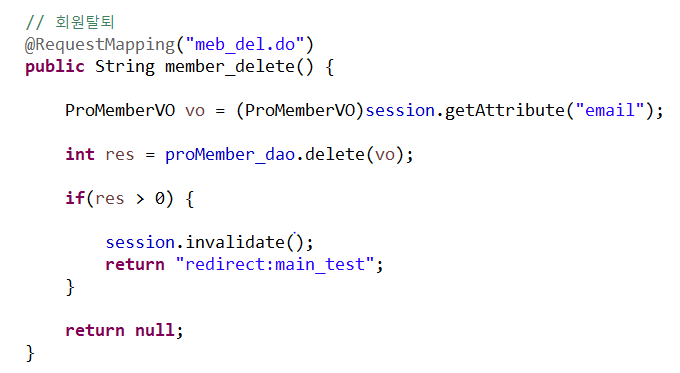 // 회원탈퇴
@RequestMapping("meb_del.do")
public String member_delete() {
ProMemberVO vo = (ProMemberVO)session.getAttribute("email");
int res = proMember_dao.delete(vo);
if(res > 0) {
session.invalidate();
return "redirect:main_test";
}
return null;
}